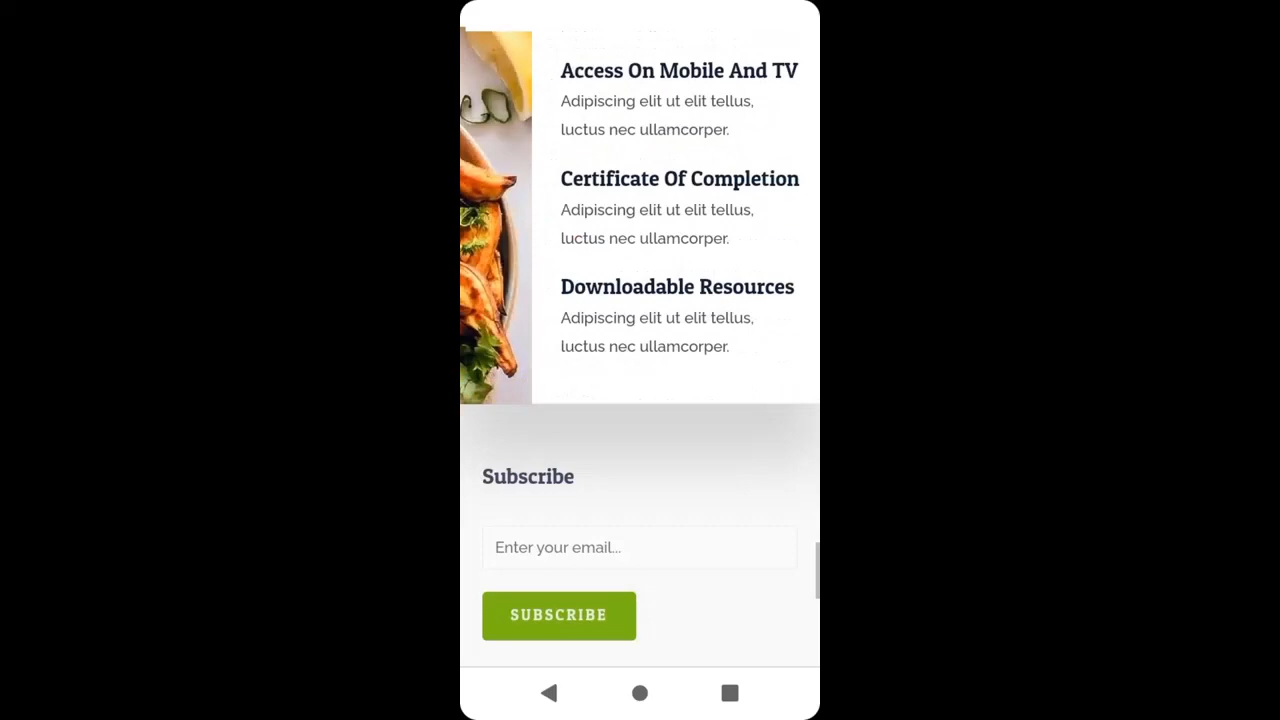 Access On Mobile And TV
Adipiscing elit ut elit tellus,
luctus nec ullamcorper.
Certificate Of Completion
Adipiscing elit ut elit tellus,
luctus nec ullamcorper.
Downloadable Resources
Adipiscing elit ut elit tellus,
luctus nec ullamcorper.
Subscribe
Enter your email...
SUBSCRIBE